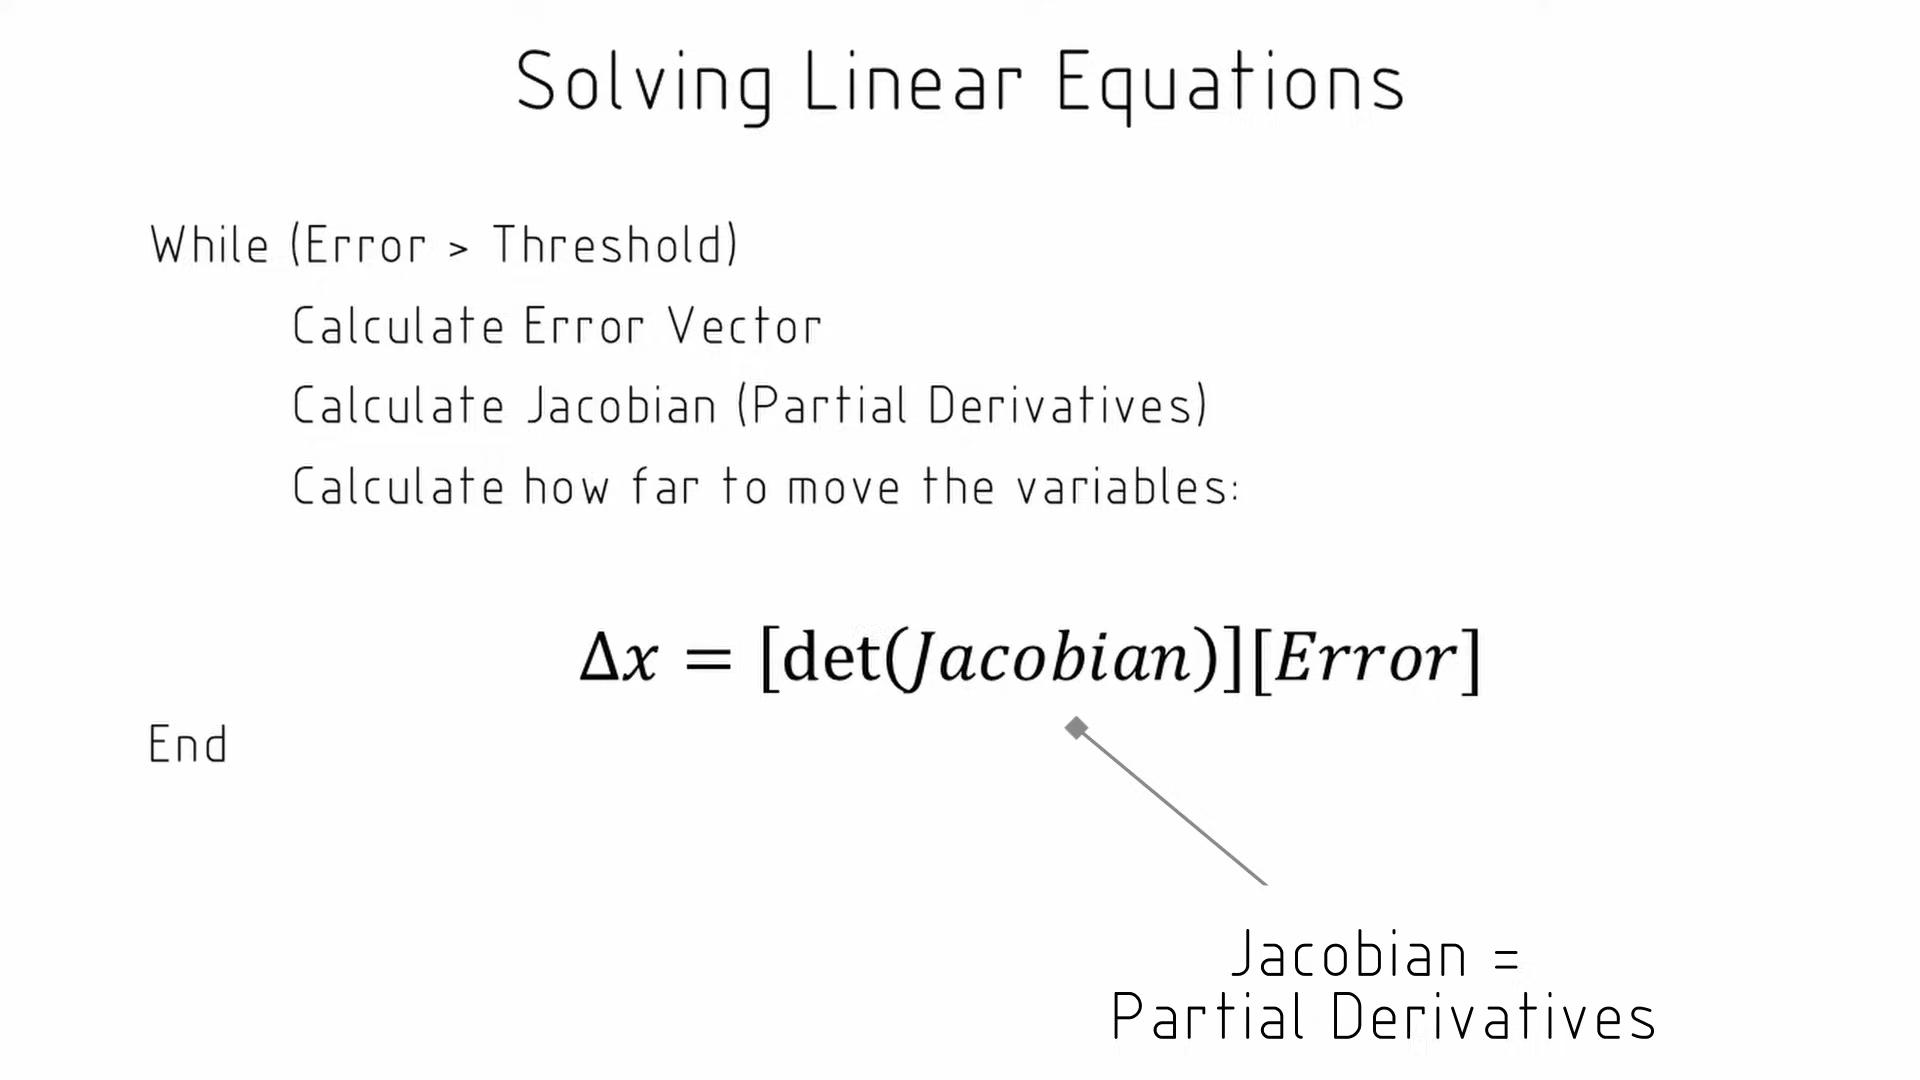 Solving Linear Equations
While (Error > Threshold)
Calculate Error Vector
Calculate Jacobian (Partial Derivatives)
Calculate how far to move the variables:
Δx = [det(Jacobian)][Error]
End
Jacobian =
Partial Derivatives